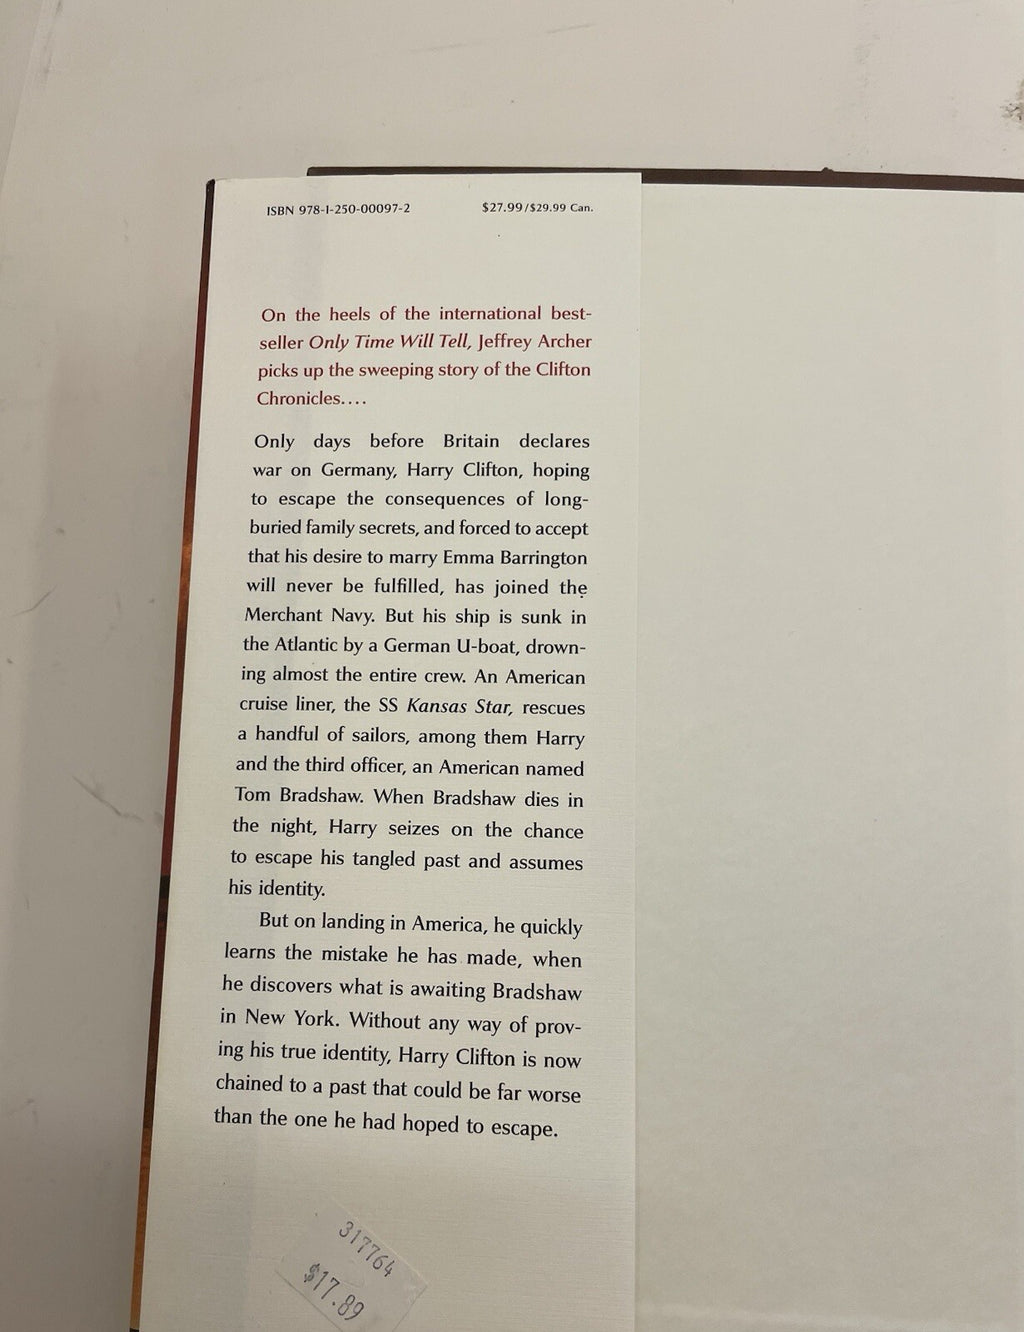 ISBN 978-1-250-00097-2 $27.99/$29.99 Can.
On the heels of the international best-
seller Only Time Will Tell, Jeffrey Archer
picks up the sweeping story of the Clifton
Chronicles....
Only days before Britain declares
war on Germany, Harry Clifton, hoping
to escape the consequences of long-
buried family secrets, and forced to accept
that his desire to marry Emma Barrington
will never be fulfilled, has joined the
Merchant Navy. But his ship is sunk in
the Atlantic by a German U-boat, drown-
ing almost the entire crew. An American
cruise liner, the SS Kansas Star, rescues
a handful of sailors, among them Harry
and the third officer, an American named
Tom Bradshaw. When Bradshaw dies in
the night, Harry seizes on the chance
to escape his tangled past and assumes
his identity.
But on landing in America, he quickly
learns the mistake he has made, when
he discovers what is awaiting Bradshaw
in New York. Without any way of prov-
ing his true identity, Harry Clifton is now
chained to a past that could be far worse
than the one he had hoped to escape.
317764
$17.89